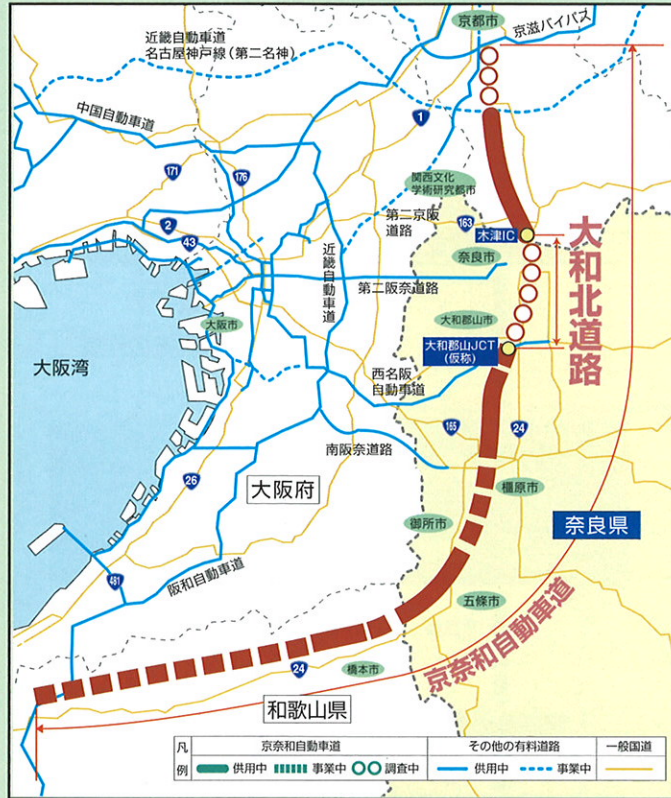 京都市
京滋バイパス
近畿自動車道
名古屋神戸線(第二名神)
中国自動車道
1
171
176
関西文化
学術研究都市
2
43
第二京阪
道路
163
木津IC
近畿自動車道
奈良市
第二阪奈道路
大和北道路
大阪市
大和郡山市
大和郡山JCT
(仮称)
大阪湾
西名阪
自動車道
165
24
南阪奈道路
26
大阪府
橿原市
御所市
奈良県
481
阪和自動車道
五條市
京奈和自動車道
24
橋本市
和歌山県
凡例
京奈和自動車道
その他の有料道路
一般国道
供用中
事業中
調査中
供用中
事業中